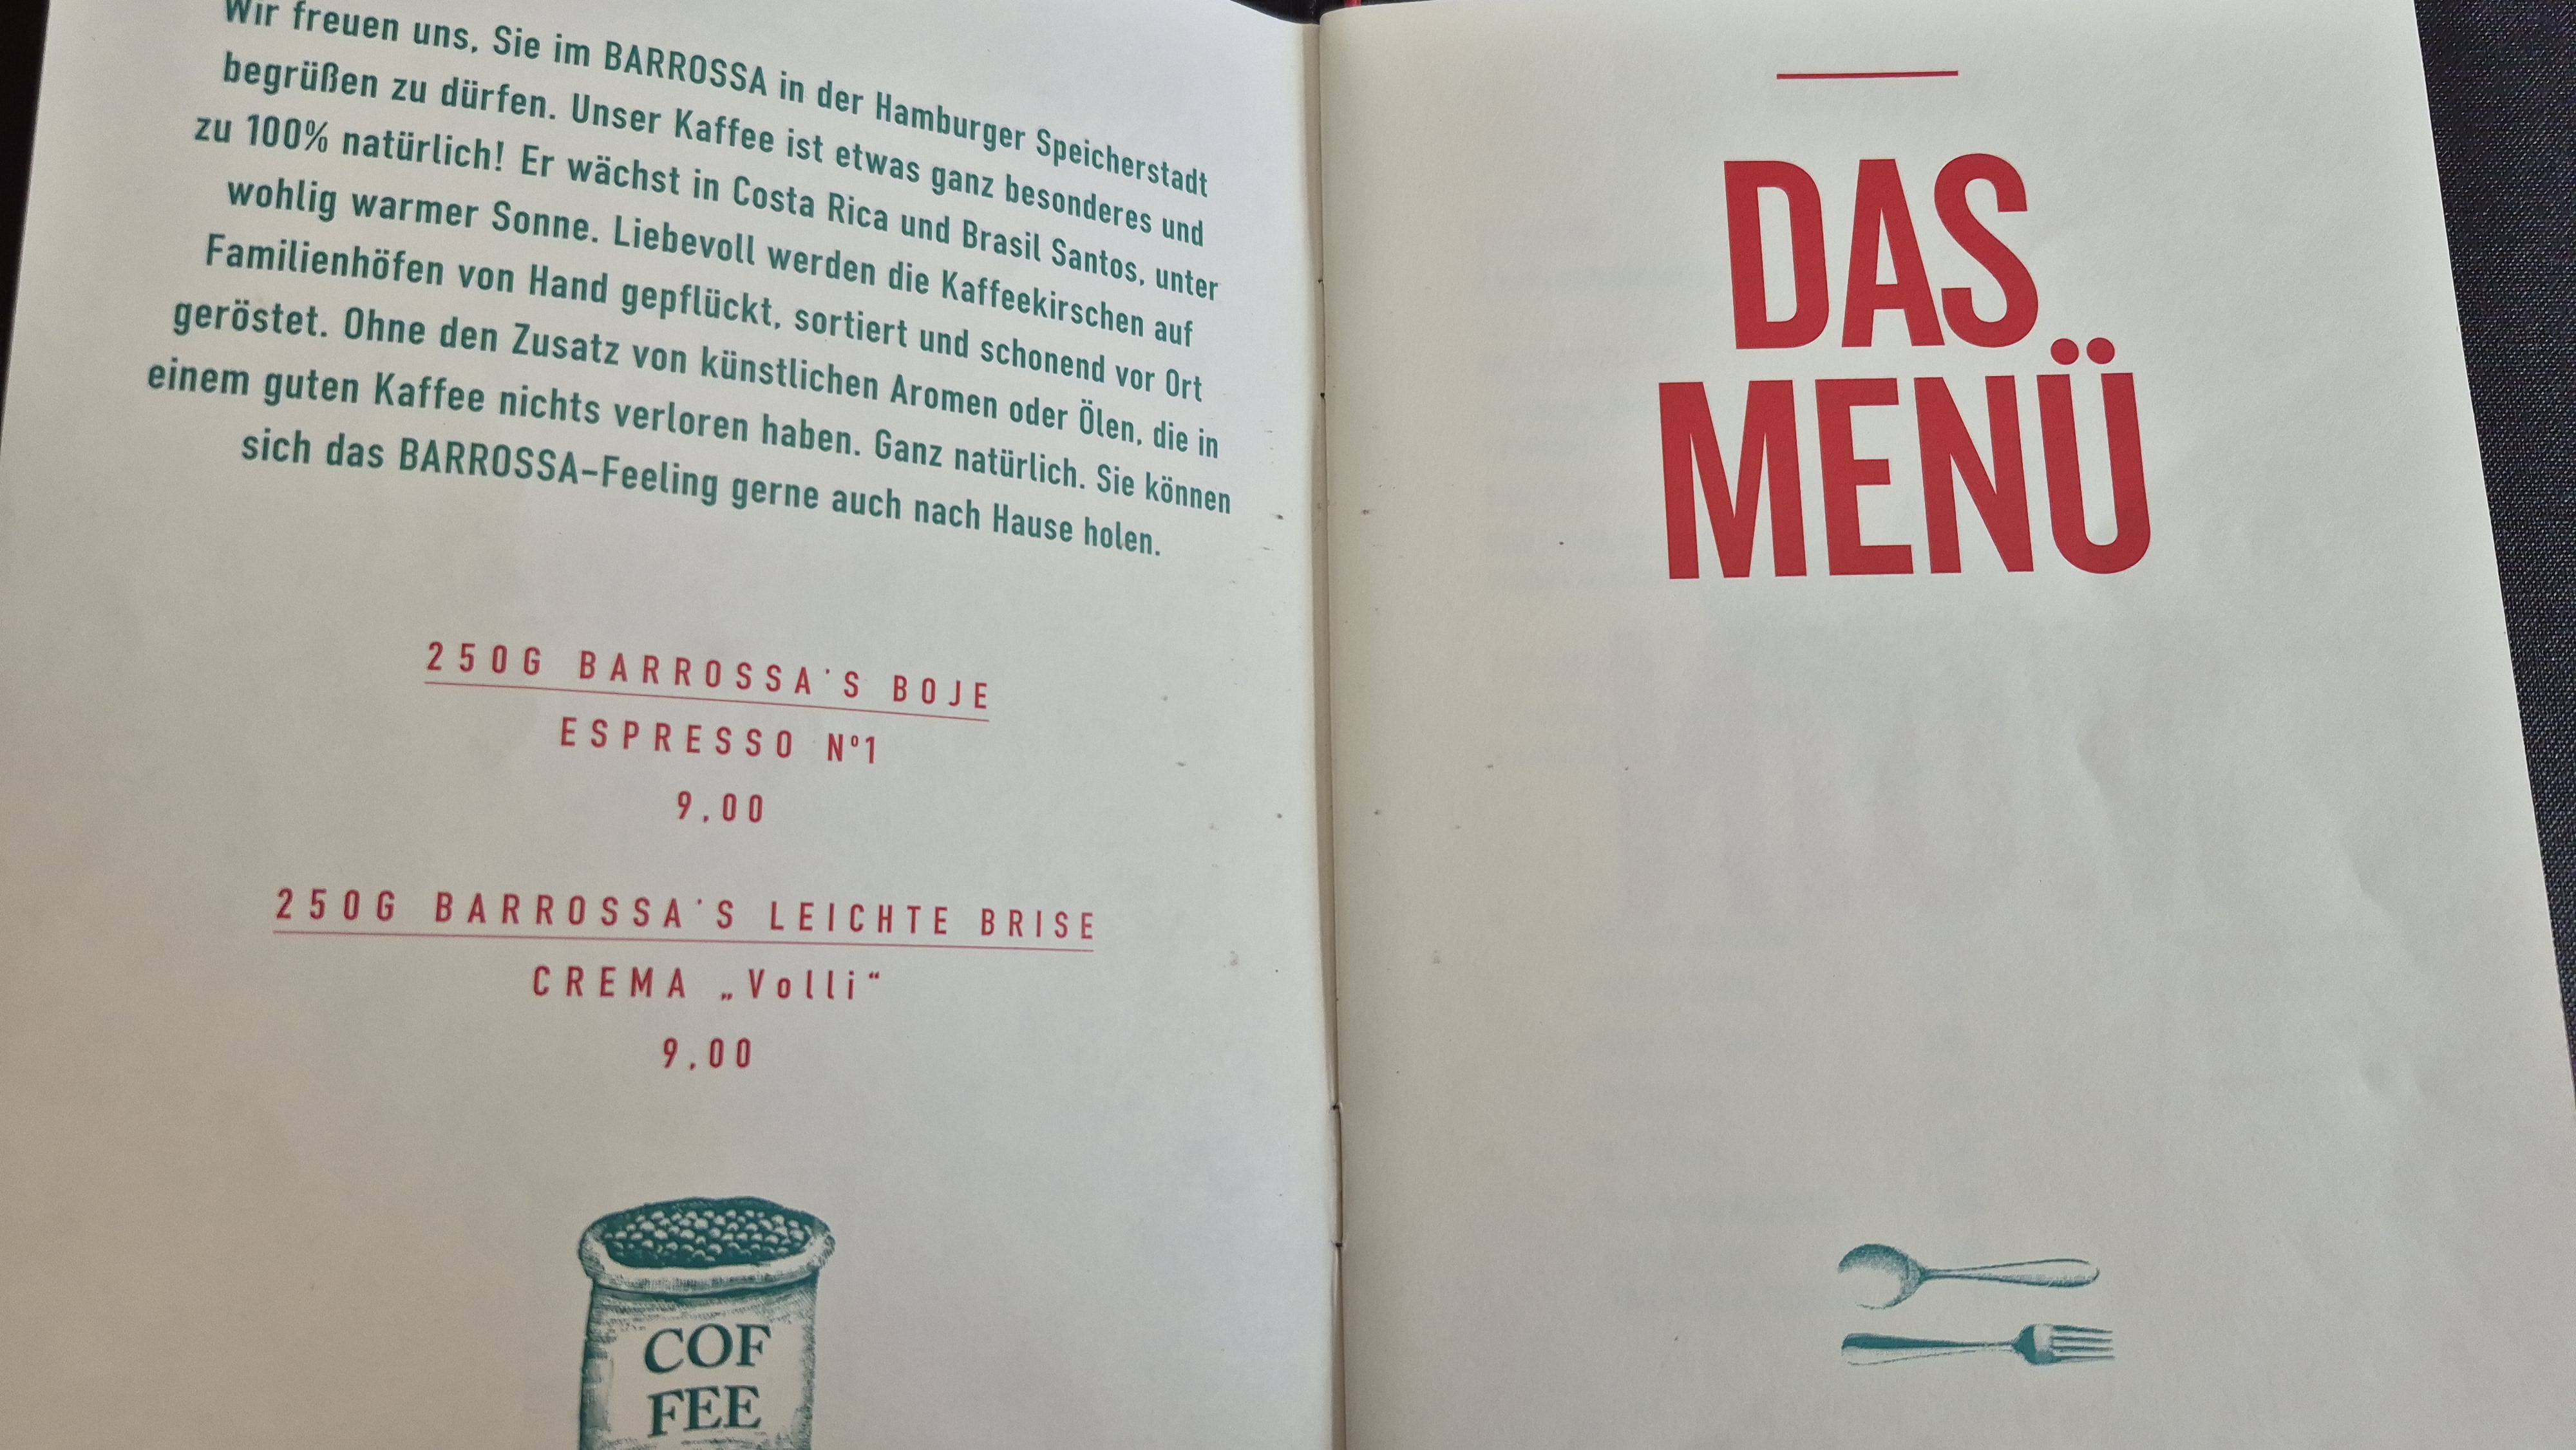 Wir freuen uns, Sie im BARROSSA in der Hamburger Speicherstadt
begrüßen zu dürfen. Unser Kaffee ist etwas ganz besonderes und
zu 100% natürlich! Er wächst in Costa Rica und Brasil Santos, unter
wohlig warmer Sonne. Liebevoll werden die Kaffeekirschen auf
Familienhöfen von Hand gepflückt, sortiert und schonend vor Ort
geröstet. Ohne den Zusatz von künstlichen Aromen oder Ölen, die in
einem guten Kaffee nichts verloren haben. Ganz natürlich. Sie können
sich das BARROSSA-Feeling gerne auch nach Hause holen.
250G BARROSSA'S BOJE
ESPRESSO Nº1
9,00
250G BARROSSA'S LEICHTE BRISE
CREMA „Volli“
9,00
COF
FEE
DAS
MENÜ